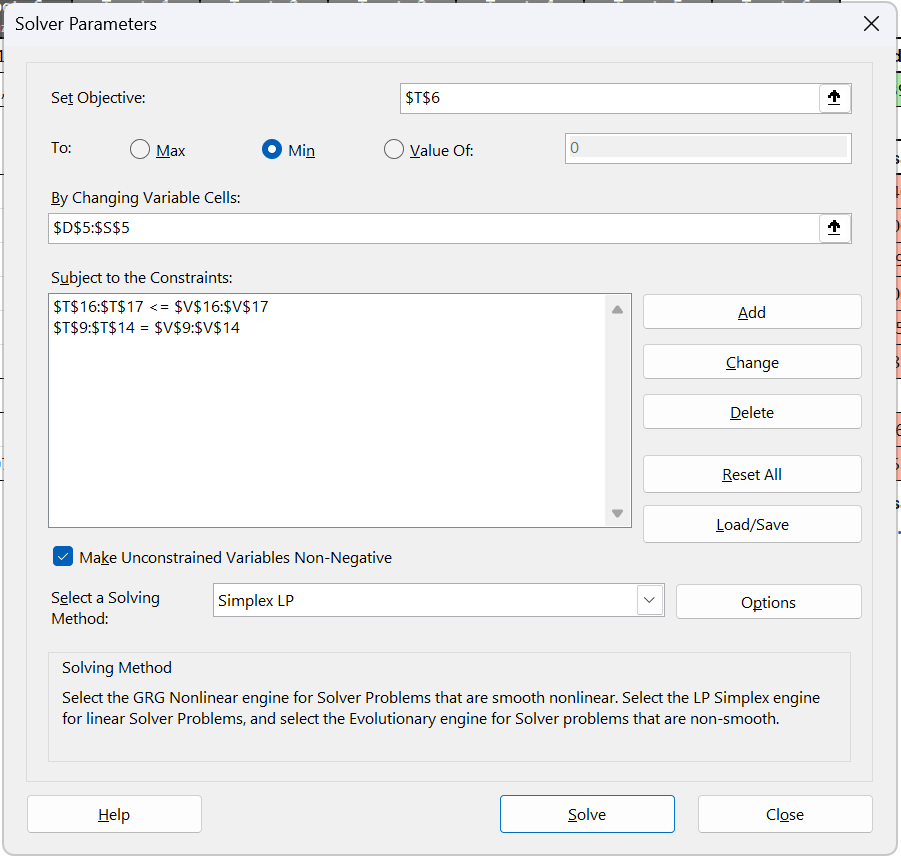 Solver Parameters
Set Objective:
$T$6
To:
Max
Min
Value Of:
0
By Changing Variable Cells:
$D$5:$S$5
Subject to the Constraints:
$T$16:$T$17 <= $V$16:$V$17
$T$9:$T$14 = $V$9:$V$14
Add
Change
Delete
Reset All
Load/Save
Make Unconstrained Variables Non-Negative
Select a Solving
Method:
Simplex LP
Options
Solving Method
Select the GRG Nonlinear engine for Solver Problems that are smooth nonlinear. Select the LP Simplex engine
for linear Solver Problems, and select the Evolutionary engine for Solver problems that are non-smooth.
Help
Solve
Close